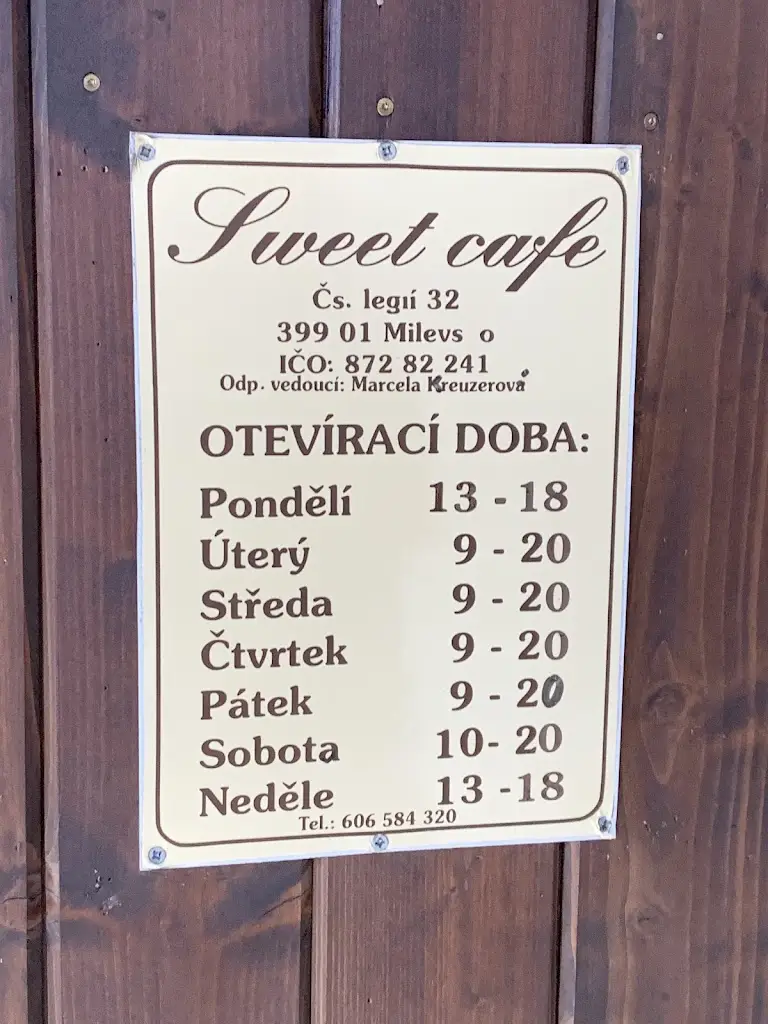 Sweet cafe
Čs. legií 32
399 01 Milevs o
IČO: 872 82 241
Odp. vedoucí: Marcela Kreuzerová
OTEVÍRACÍ DOBA:
Pondělí 13 - 18
Úterý 9 - 20
Středa 9 - 20
Čtvrtek 9 - 20
Pátek 9 - 20
Sobota 10- 20
Neděle 13 -18
Tel.: 606 584 320